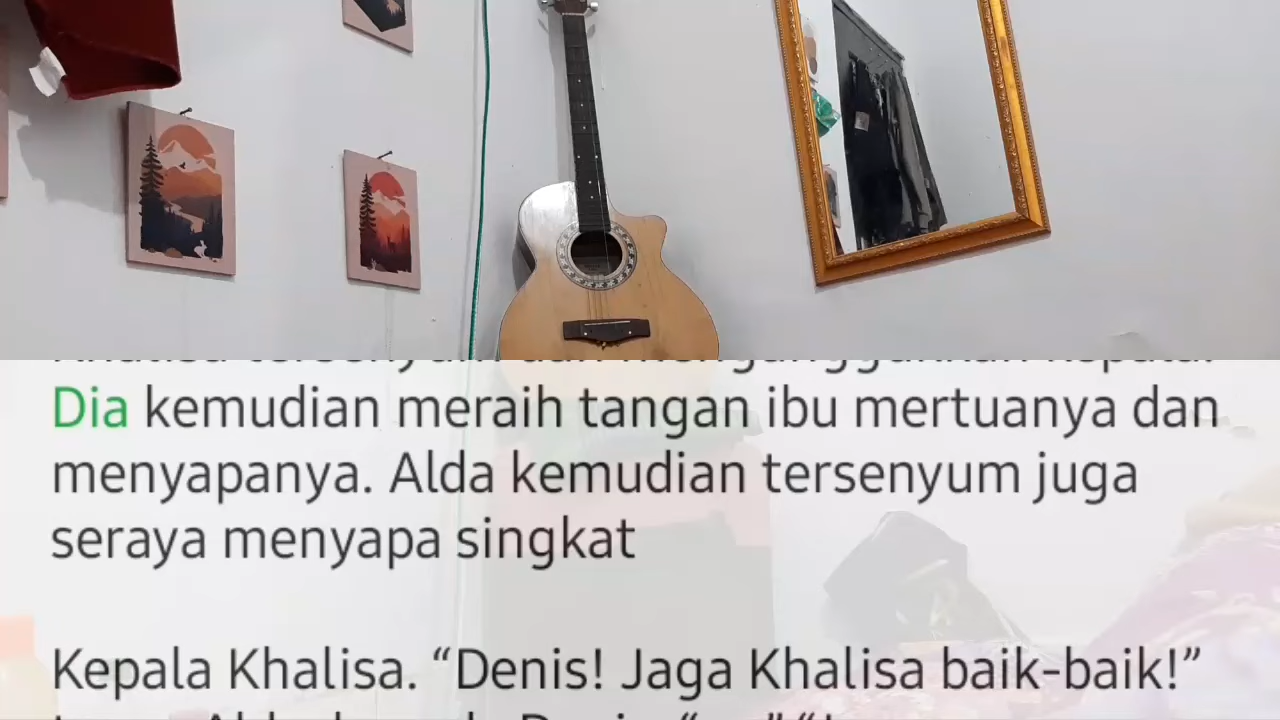 Dia kemudian meraih tangan ibu mertuanya dan
menyapanya. Alda kemudian tersenyum juga
seraya menyapa singkat
Kepala Khalisa. “Denis! Jaga Khalisa baik-baik!”